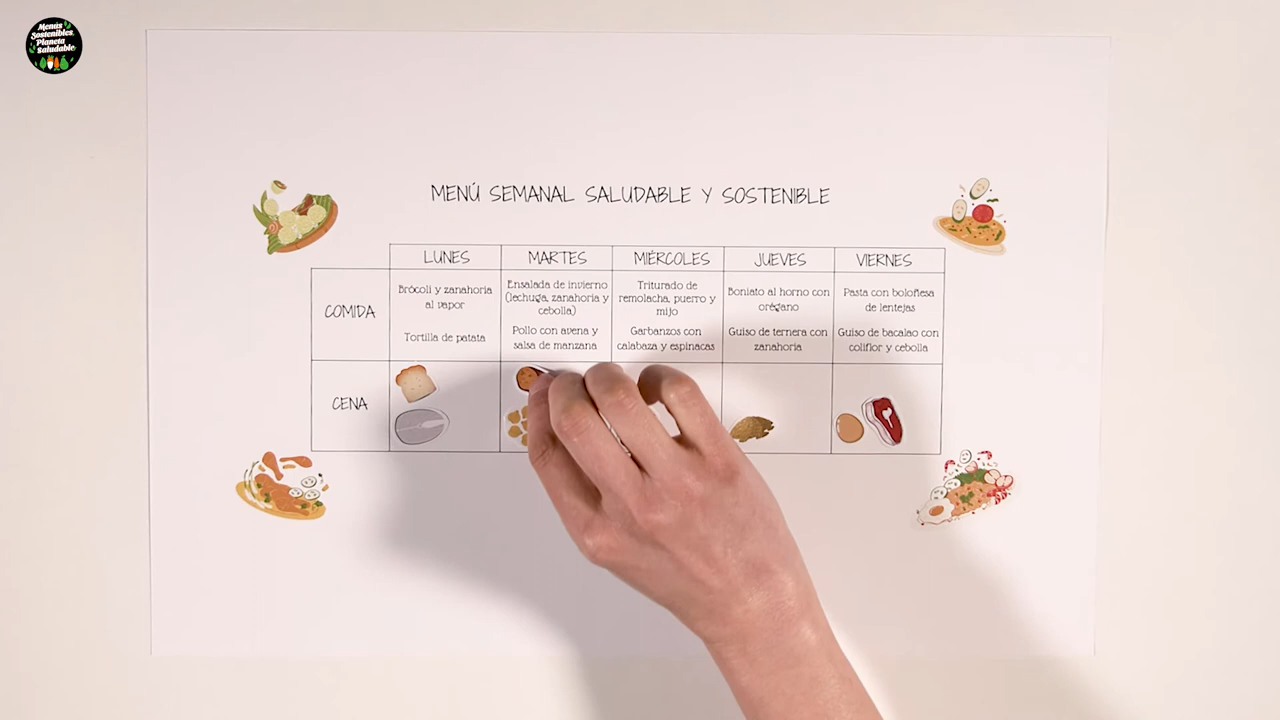 Menús
Sostenibles,
Planeta
Saludable
MENÚ SEMANAL SALUDABLE Y SOSTENIBLE
LUNES MARTES MIÉRCOLES JUEVES VIERNES
COMIDA
Brócoli y zanahoria
al vapor
Tortilla de patata
Ensalada de invierno
(lechuga, zanahoria y
cebolla)
Pollo con avena y
salsa de manzana
Triturado de
remolacha, puerro y
mijo
Garbanzos con
calabaza y espinacas
Boniato al horno con
orégano
Guiso de ternera con
zanahoria
Pasta con boloñesa
de lentejas
Guiso de bacalao con
coliflor y cebolla
CENA